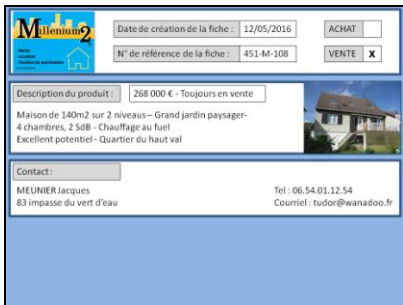 Millenium2
Date de création de la fiche :
12/05/2016
ACHAT
N° de référence de la fiche :
451-M-108
VENTE
X
Description du produit :
268 000 € - Toujours en vente
Maison de 140m2 sur 2 niveaux – Grand jardin paysager-
4 chambres, 2 SdB - Chauffage au fuel
Excellent potentiel - Quartier du haut val
Contact :
MEUNIER Jacques
Tel : 06.54.01.12.54
83 impasse du vert d'eau
Courriel : tudor@wanadoo.fr